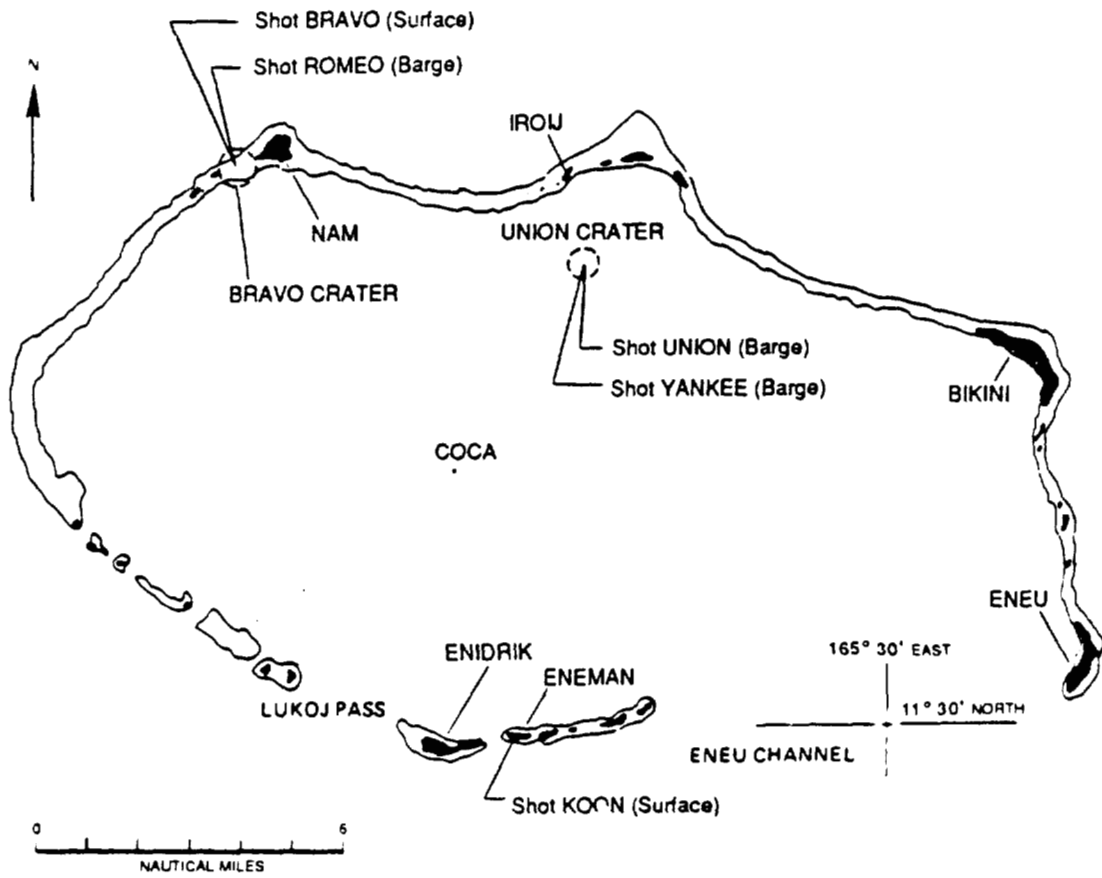 Shot BRAVO (Surface)
N
Shot ROMEO (Barge)
IROIJ
NAM
UNION CRATER
BRAVO CRATER
Shot UNION (Barge)
Shot YANKEE (Barge)
BIKINI
COCA
ENEU
165° 30' EAST
ENIDRIK
ENEMAN
LUKOJ PASS
11° 30' NORTH
ENEU CHANNEL
Shot KOON (Surface)
0 6
NAUTICAL MILES